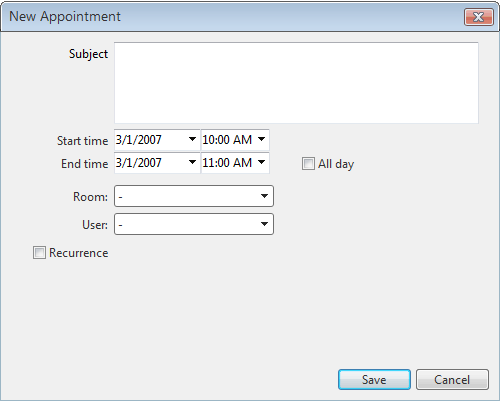 New Appointment
Subject
Start time 3/1/2007 10:00 AM
End time 3/1/2007 11:00 AM All day
Room: -
User: -
Recurrence
Save Cancel